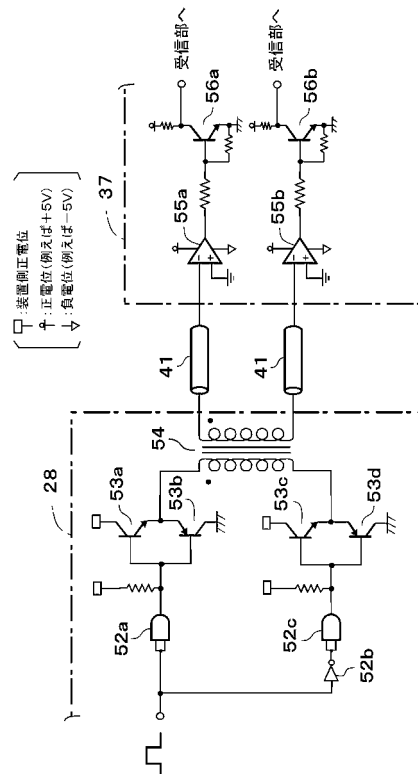 □:装置側正電位
:正電位(例えば+5V)
▽:負電位(例えば−5V)
28
37
52a
53a
53b
54
41
55a
56a
受信部へ
52b
52c
53c
53d
41
55b
56b
受信部へ